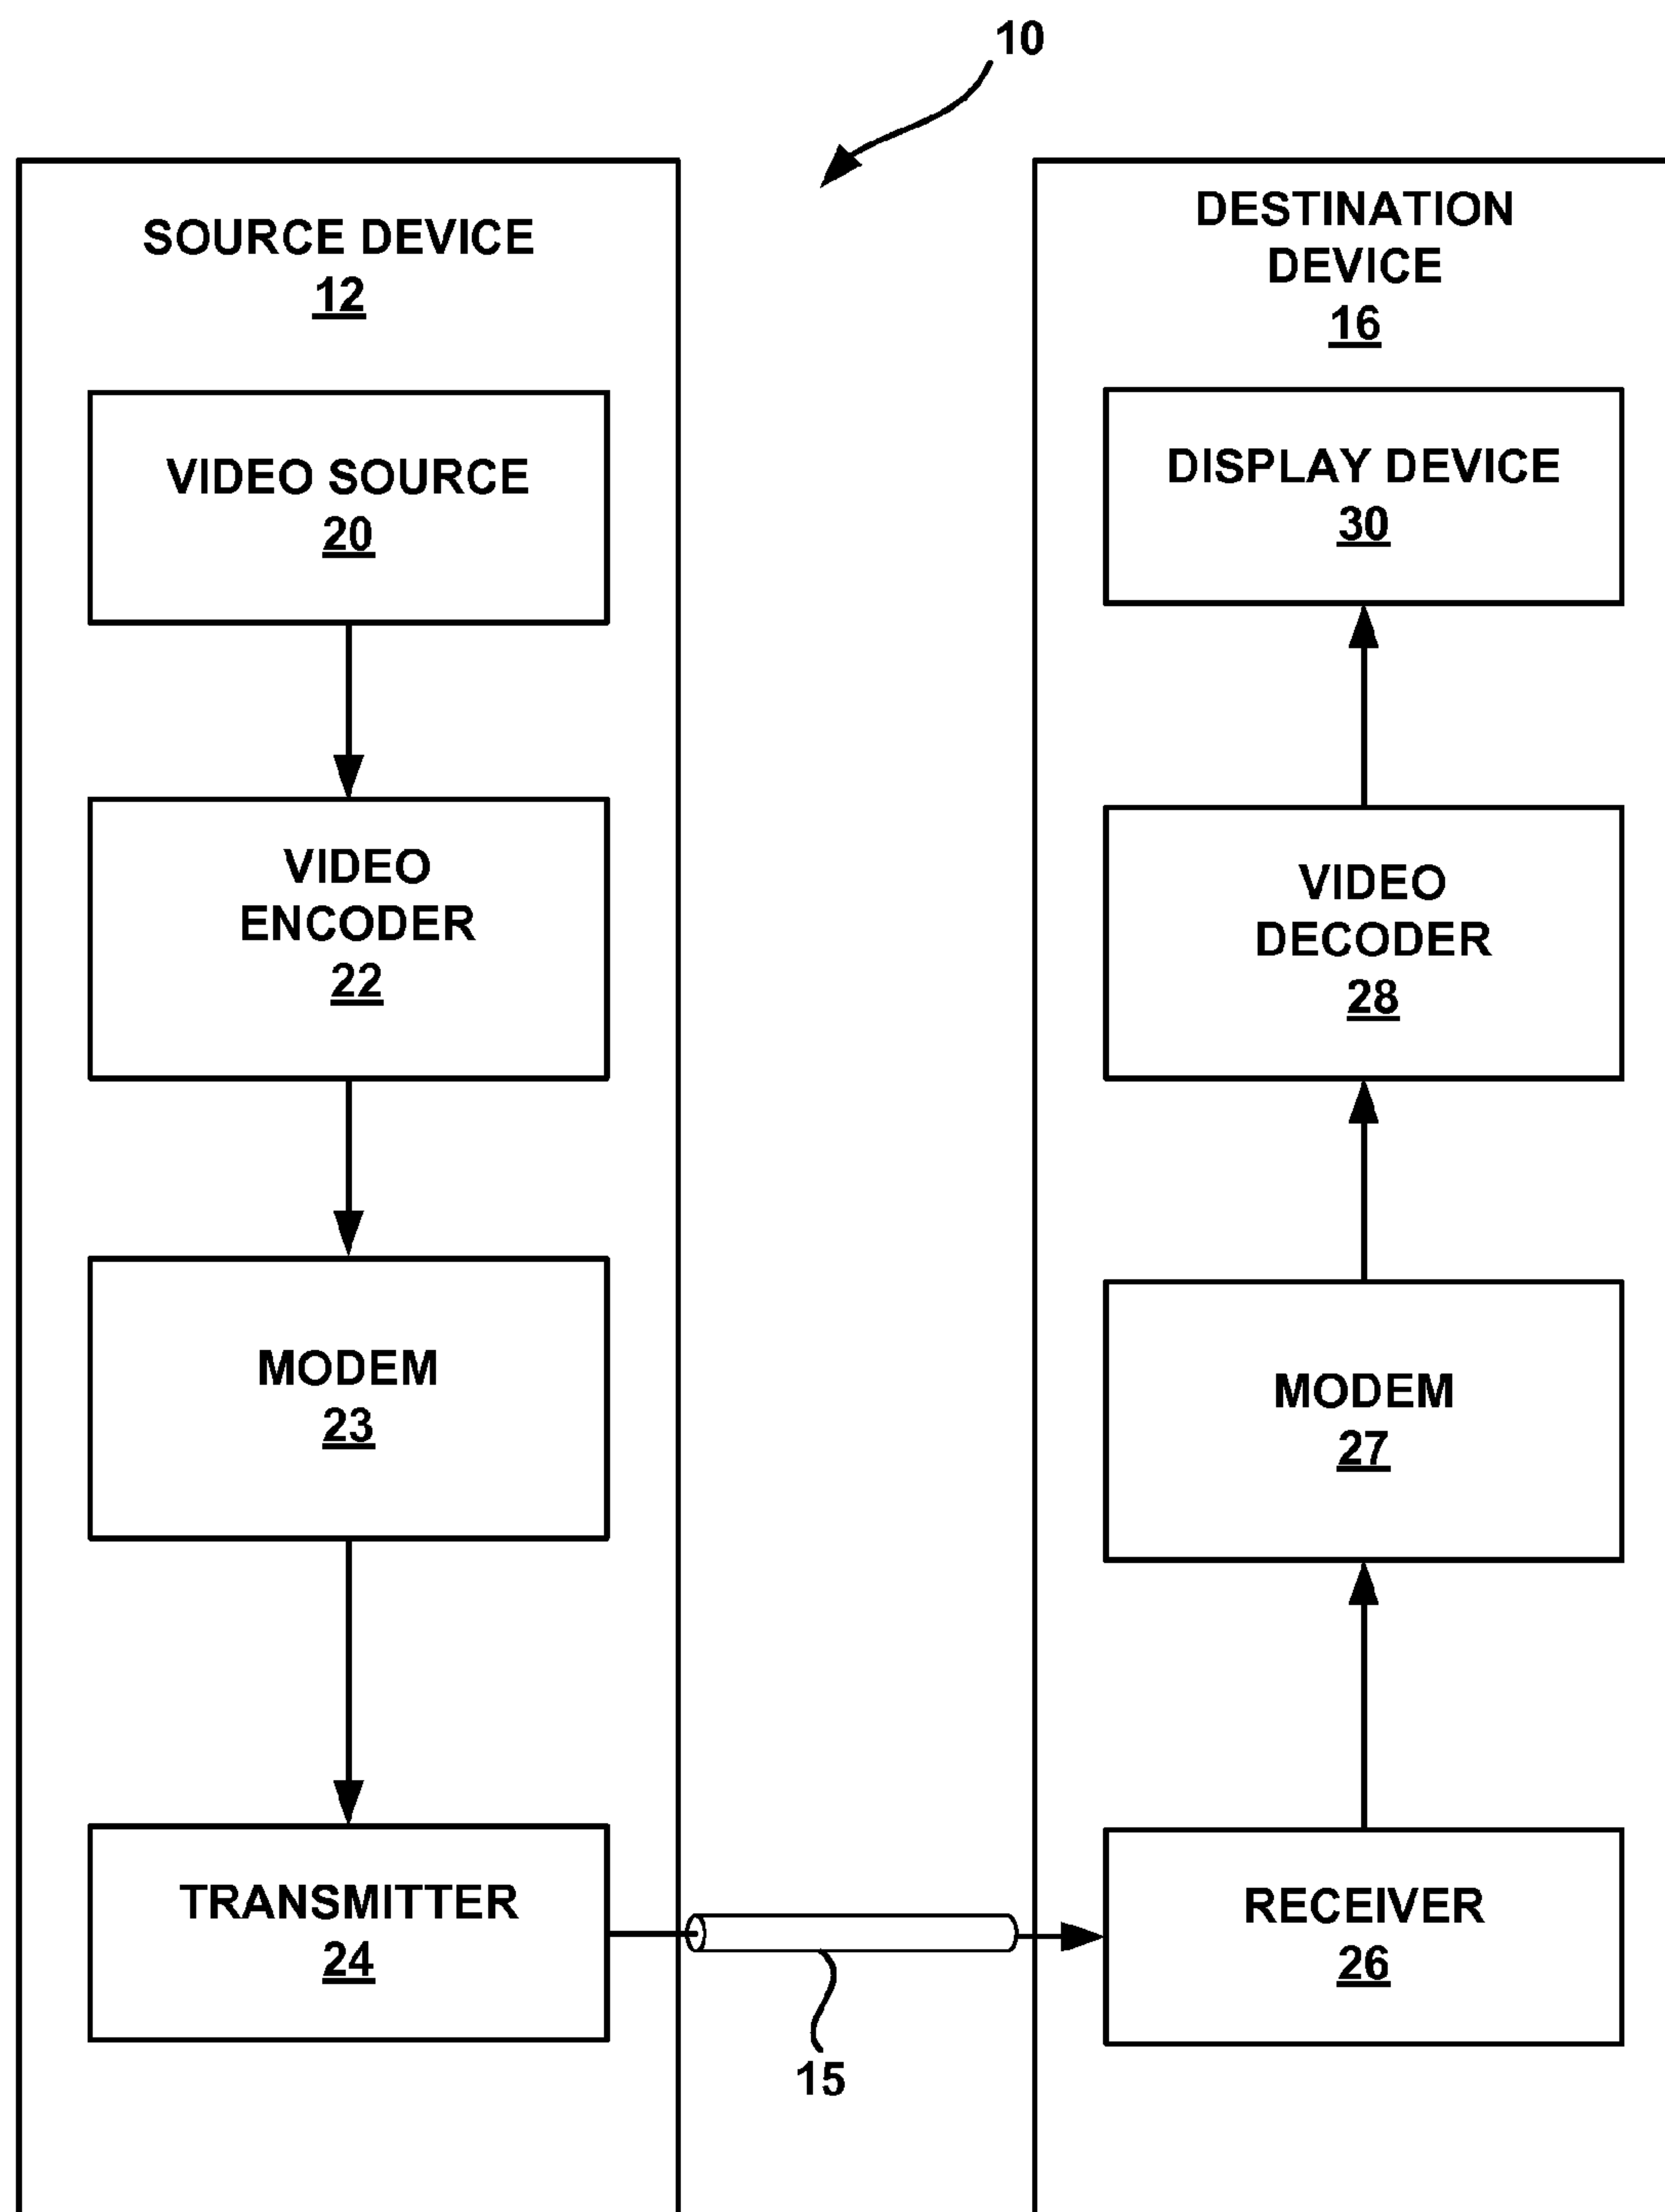 10
SOURCE DEVICE
12
VIDEO SOURCE
20
VIDEO
ENCODER
22
MODEM
23
TRANSMITTER
24
15
DESTINATION
DEVICE
16
DISPLAY DEVICE
30
VIDEO
DECODER
28
MODEM
27
RECEIVER
26